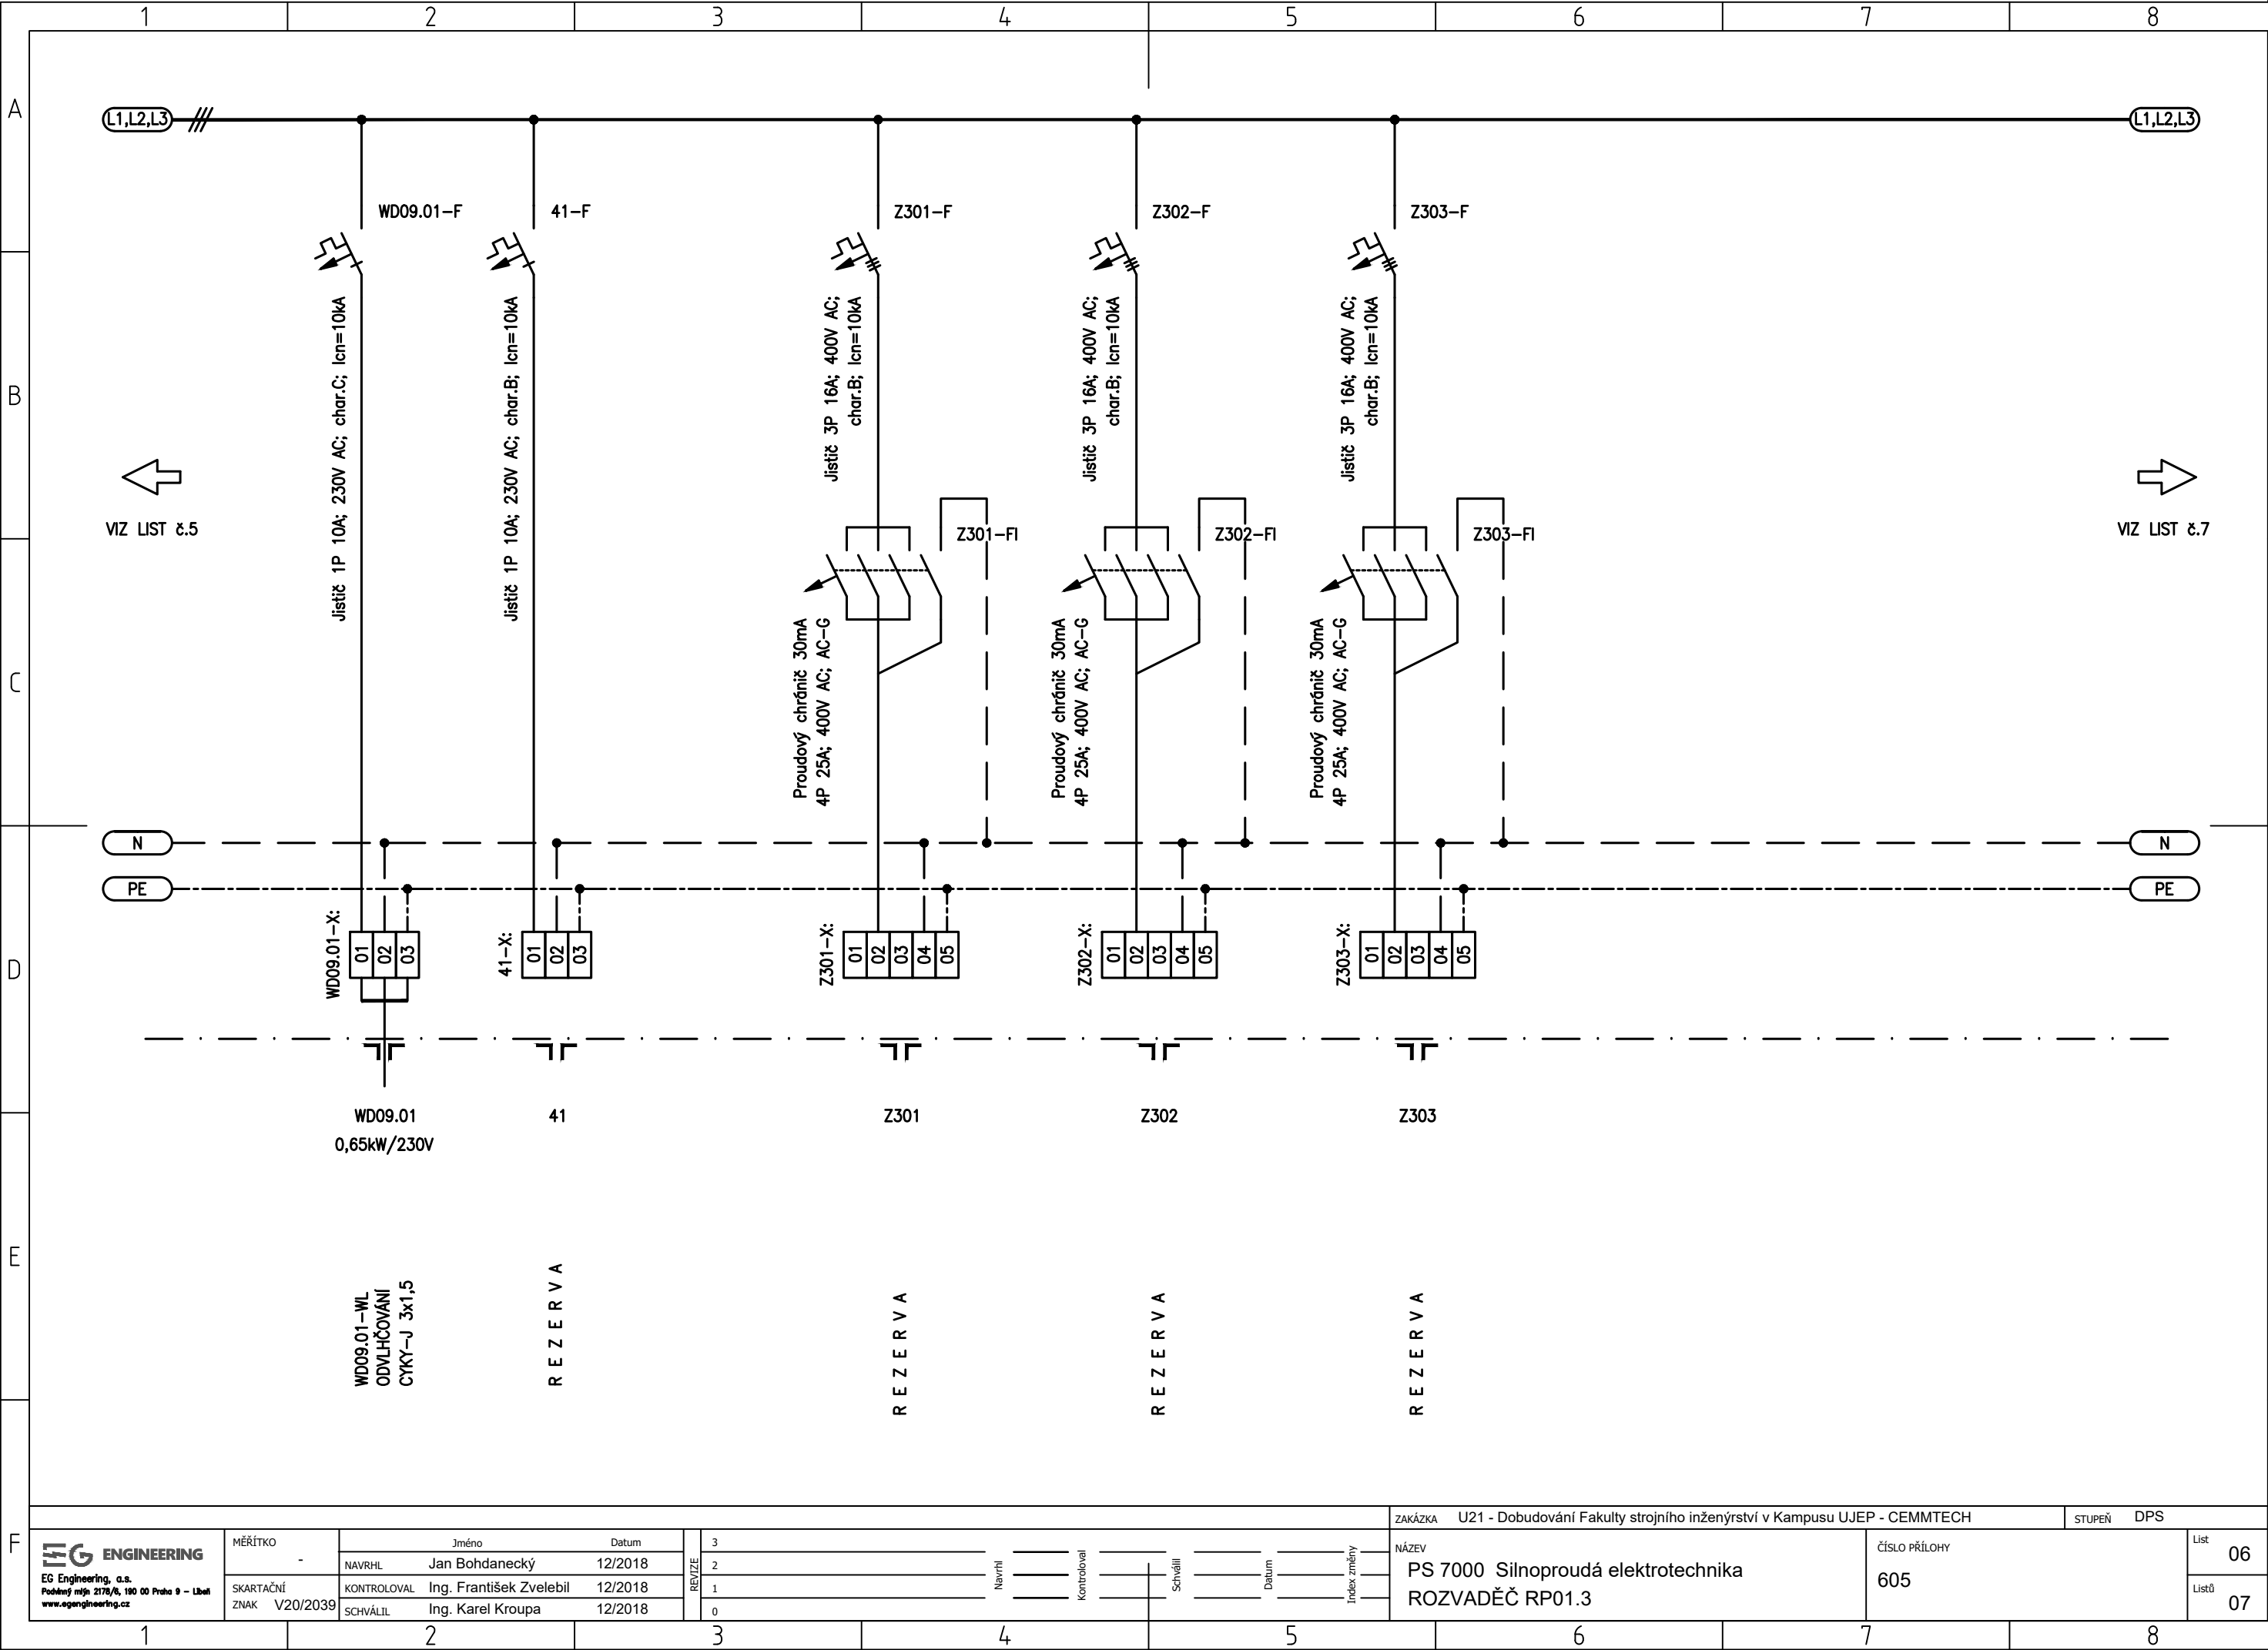 1 2 3 4 5 6 7 8
A
B
C
D
E
F
L1,L2,L3
L1,L2,L3
WD09.01-F
41-F
Z301-F
Z302-F
Z303-F
Jistič 1P 10A; 230V AC; char.C; Icn=10kA
Jistič 1P 10A; 230V AC; char.B; Icn=10kA
Jistič 3P 16A; 400V AC;
char.B; Icn=10kA
Jistič 3P 16A; 400V AC;
char.B; Icn=10kA
Jistič 3P 16A; 400V AC;
char.B; Icn=10kA
VIZ LIST č.5
VIZ LIST č.7
Z301-FI
Z302-FI
Z303-FI
Proudový chránič 30mA
4P 25A; 400V AC; AC-G
Proudový chránič 30mA
4P 25A; 400V AC; AC-G
Proudový chránič 30mA
4P 25A; 400V AC; AC-G
N
N
PE
PE
WD09.01-X:
01 02 03
41-X:
01 02 03
Z301-X:
01 02 03 04 05
Z302-X:
01 02 03 04 05
Z303-X:
01 02 03 04 05
WD09.01
0,65kW/230V
41
Z301
Z302
Z303
WD09.01-WL
ODVLHČOVÁNÍ
CYKY-J 3x1,5
R E Z E R V A
R E Z E R V A
R E Z E R V A
R E Z E R V A
EG ENGINEERING
EG Engineering, a.s.
Podvinný mlýn 2178/6, 190 00 Praha 9 - Libeň
www.egengineering.cz
MĚŘÍTKO
-
SKARTAČNÍ
ZNAK V20/2039
Jméno Datum
NAVRHL Jan Bohdanecký 12/2018
KONTROLOVAL Ing. František Zvelebil 12/2018
SCHVÁLIL Ing. Karel Kroupa 12/2018
REVIZE
3
2
1
0
Navrhl
Kontroloval
Schválil
Datum
Index změny
ZAKÁZKA U21 - Dobudování Fakulty strojního inženýrství v Kampusu UJEP - CEMMTECH
STUPEŇ DPS
NÁZEV
PS 7000 Silnoproudá elektrotechnika
ROZVADĚČ RP01.3
ČÍSLO PŘÍLOHY
605
List
06
Listů
07
1 2 3 4 5 6 7 8